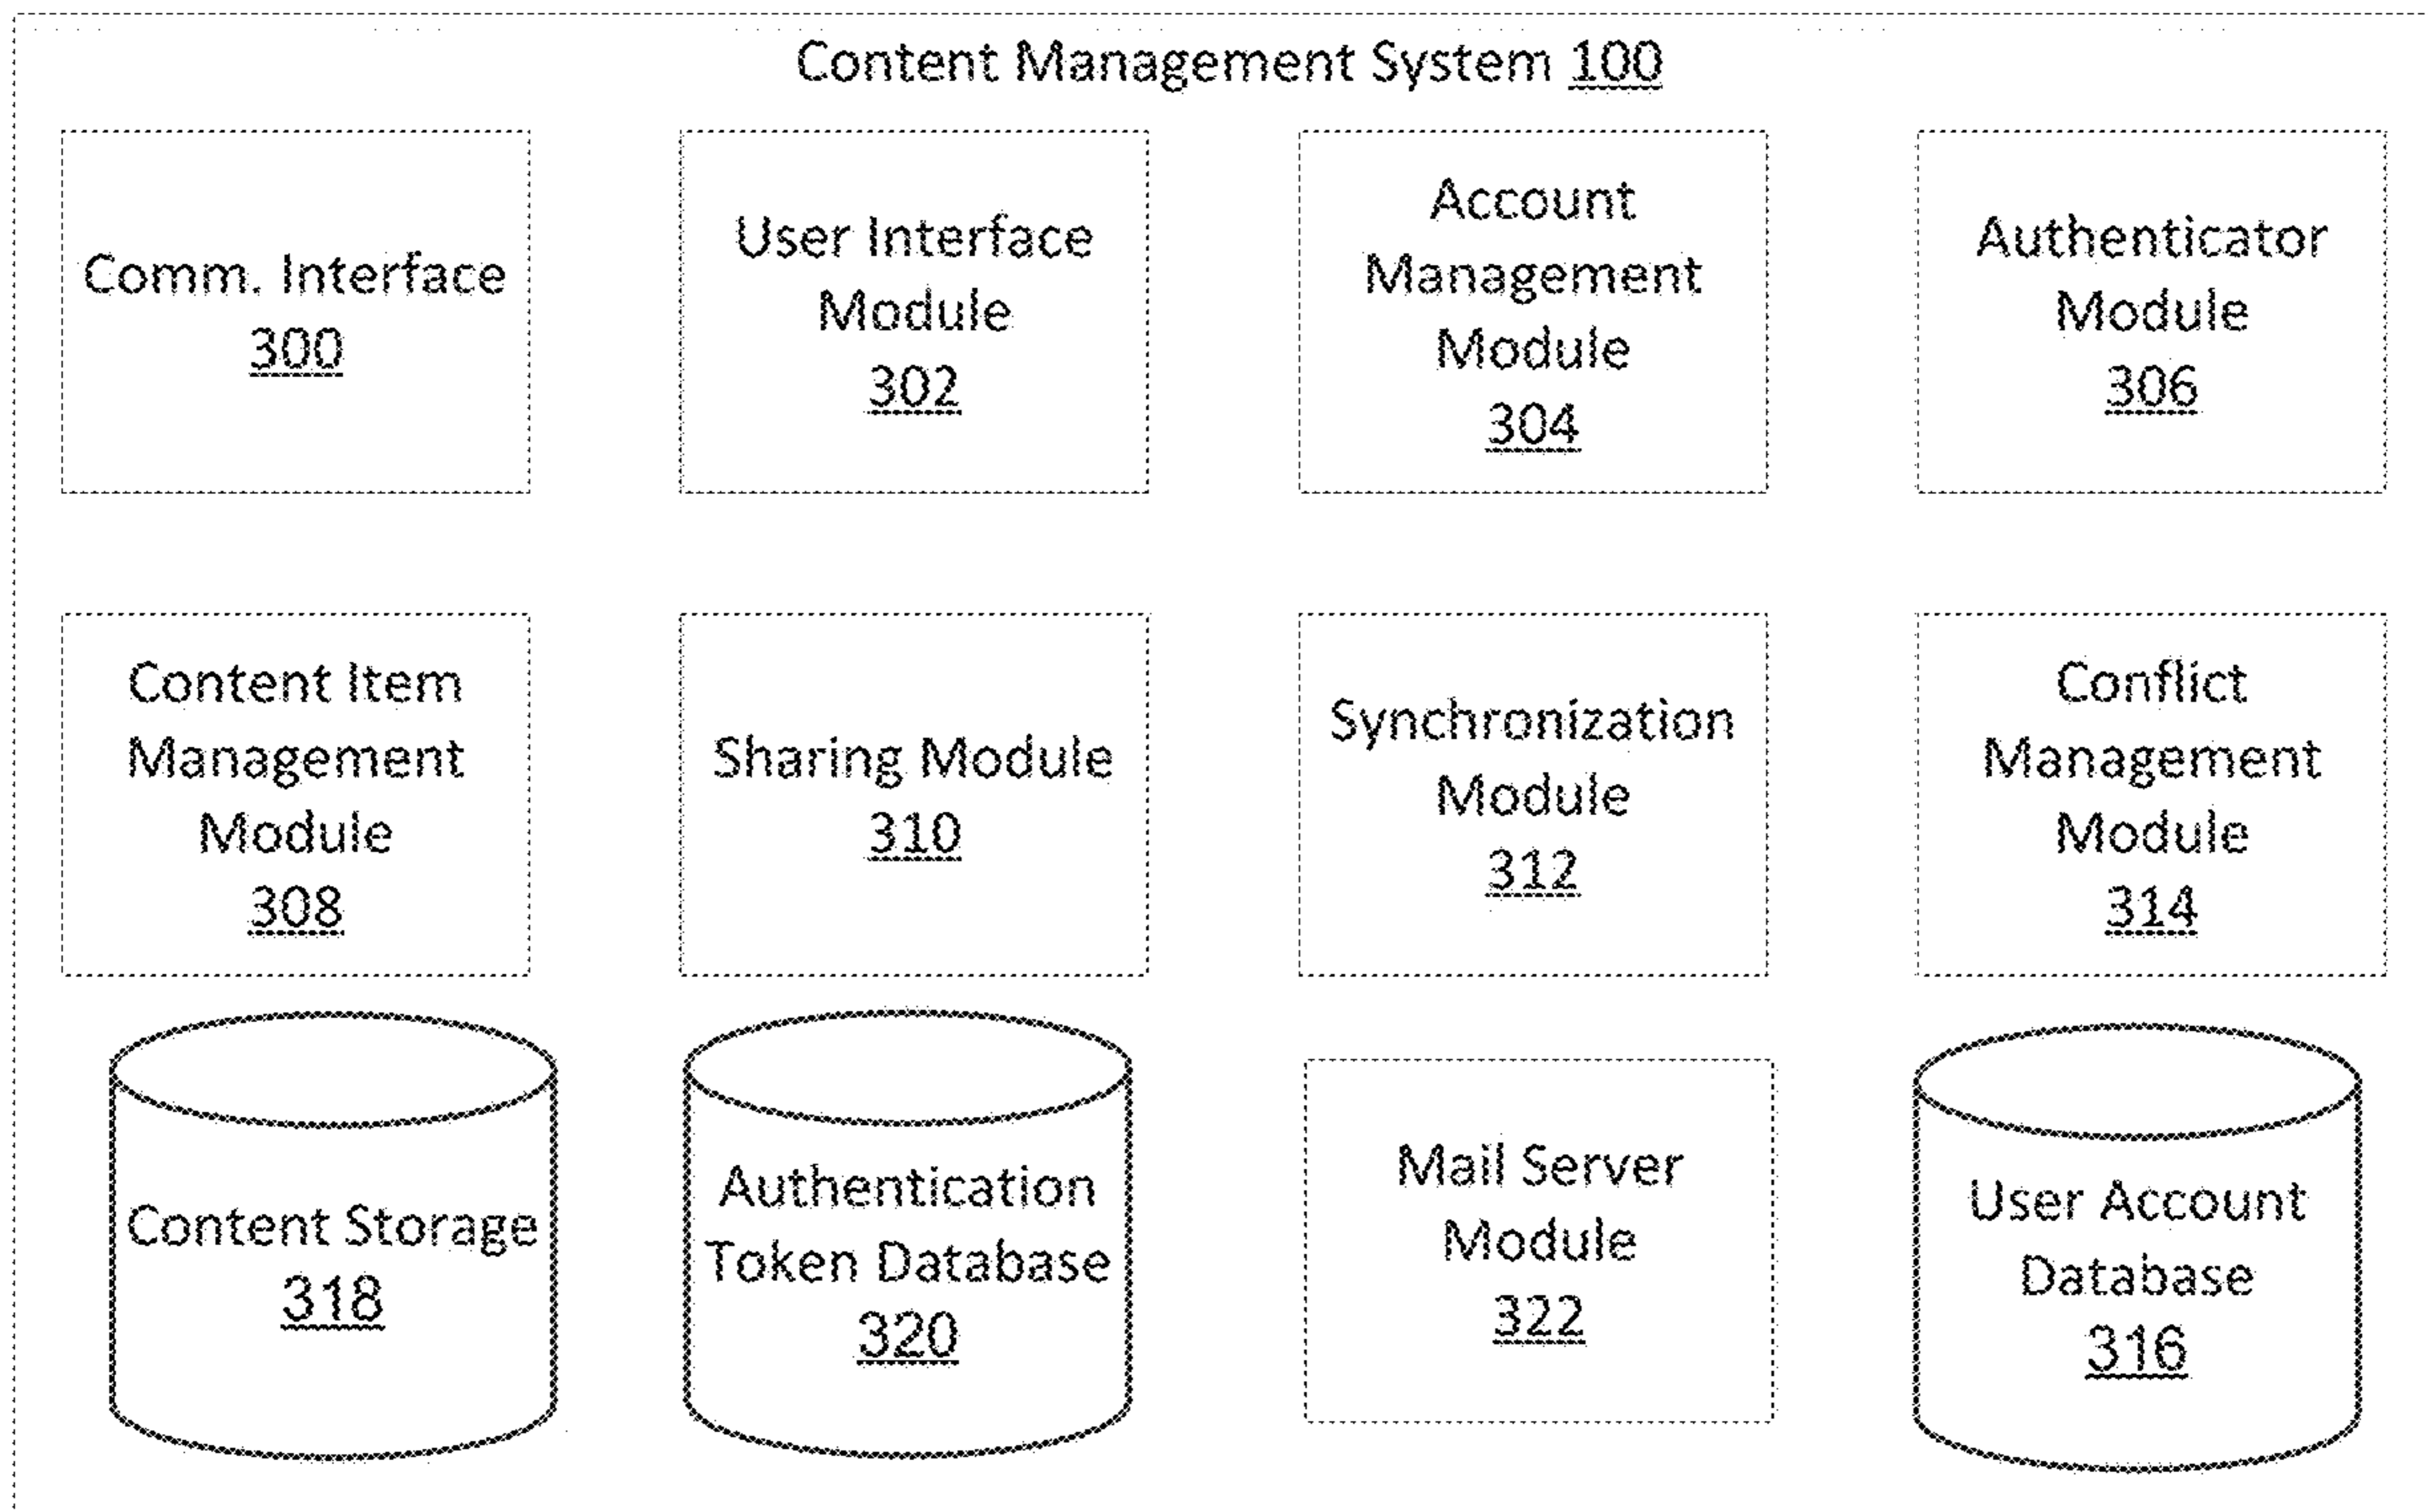 Content Management System 100
Comm. Interface
300
User Interface
Module
302
Account
Management
Module
304
Authenticator
Module
306
Content Item
Management
Module
308
Sharing Module
310
Synchronization
Module
312
Conflict
Management
Module
314
Content Storage
318
Authentication
Token Database
320
Mail Server
Module
322
User Account
Database
316